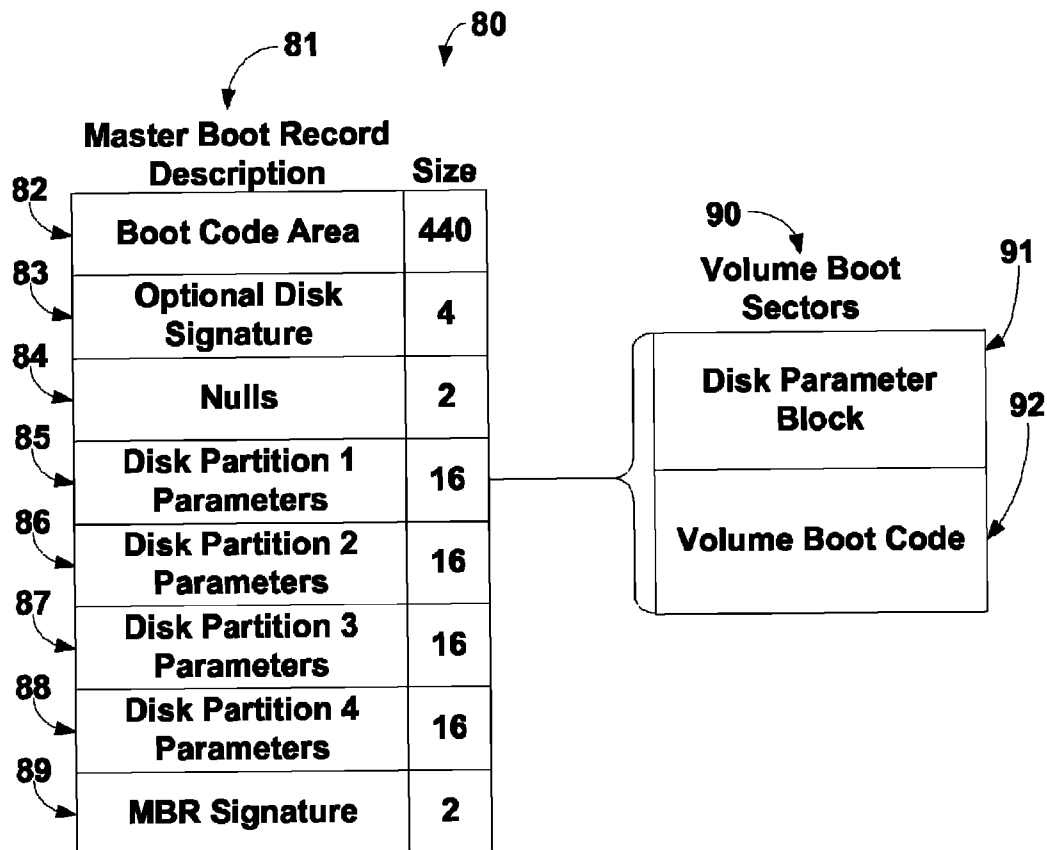 80
81
Master Boot Record
Description
Size
82
Boot Code Area
440
83
Optional Disk
Signature
4
84
Nulls
2
85
Disk Partition 1
Parameters
16
86
Disk Partition 2
Parameters
16
87
Disk Partition 3
Parameters
16
88
Disk Partition 4
Parameters
16
89
MBR Signature
2
90
Volume Boot
Sectors
91
Disk Parameter
Block
92
Volume Boot Code